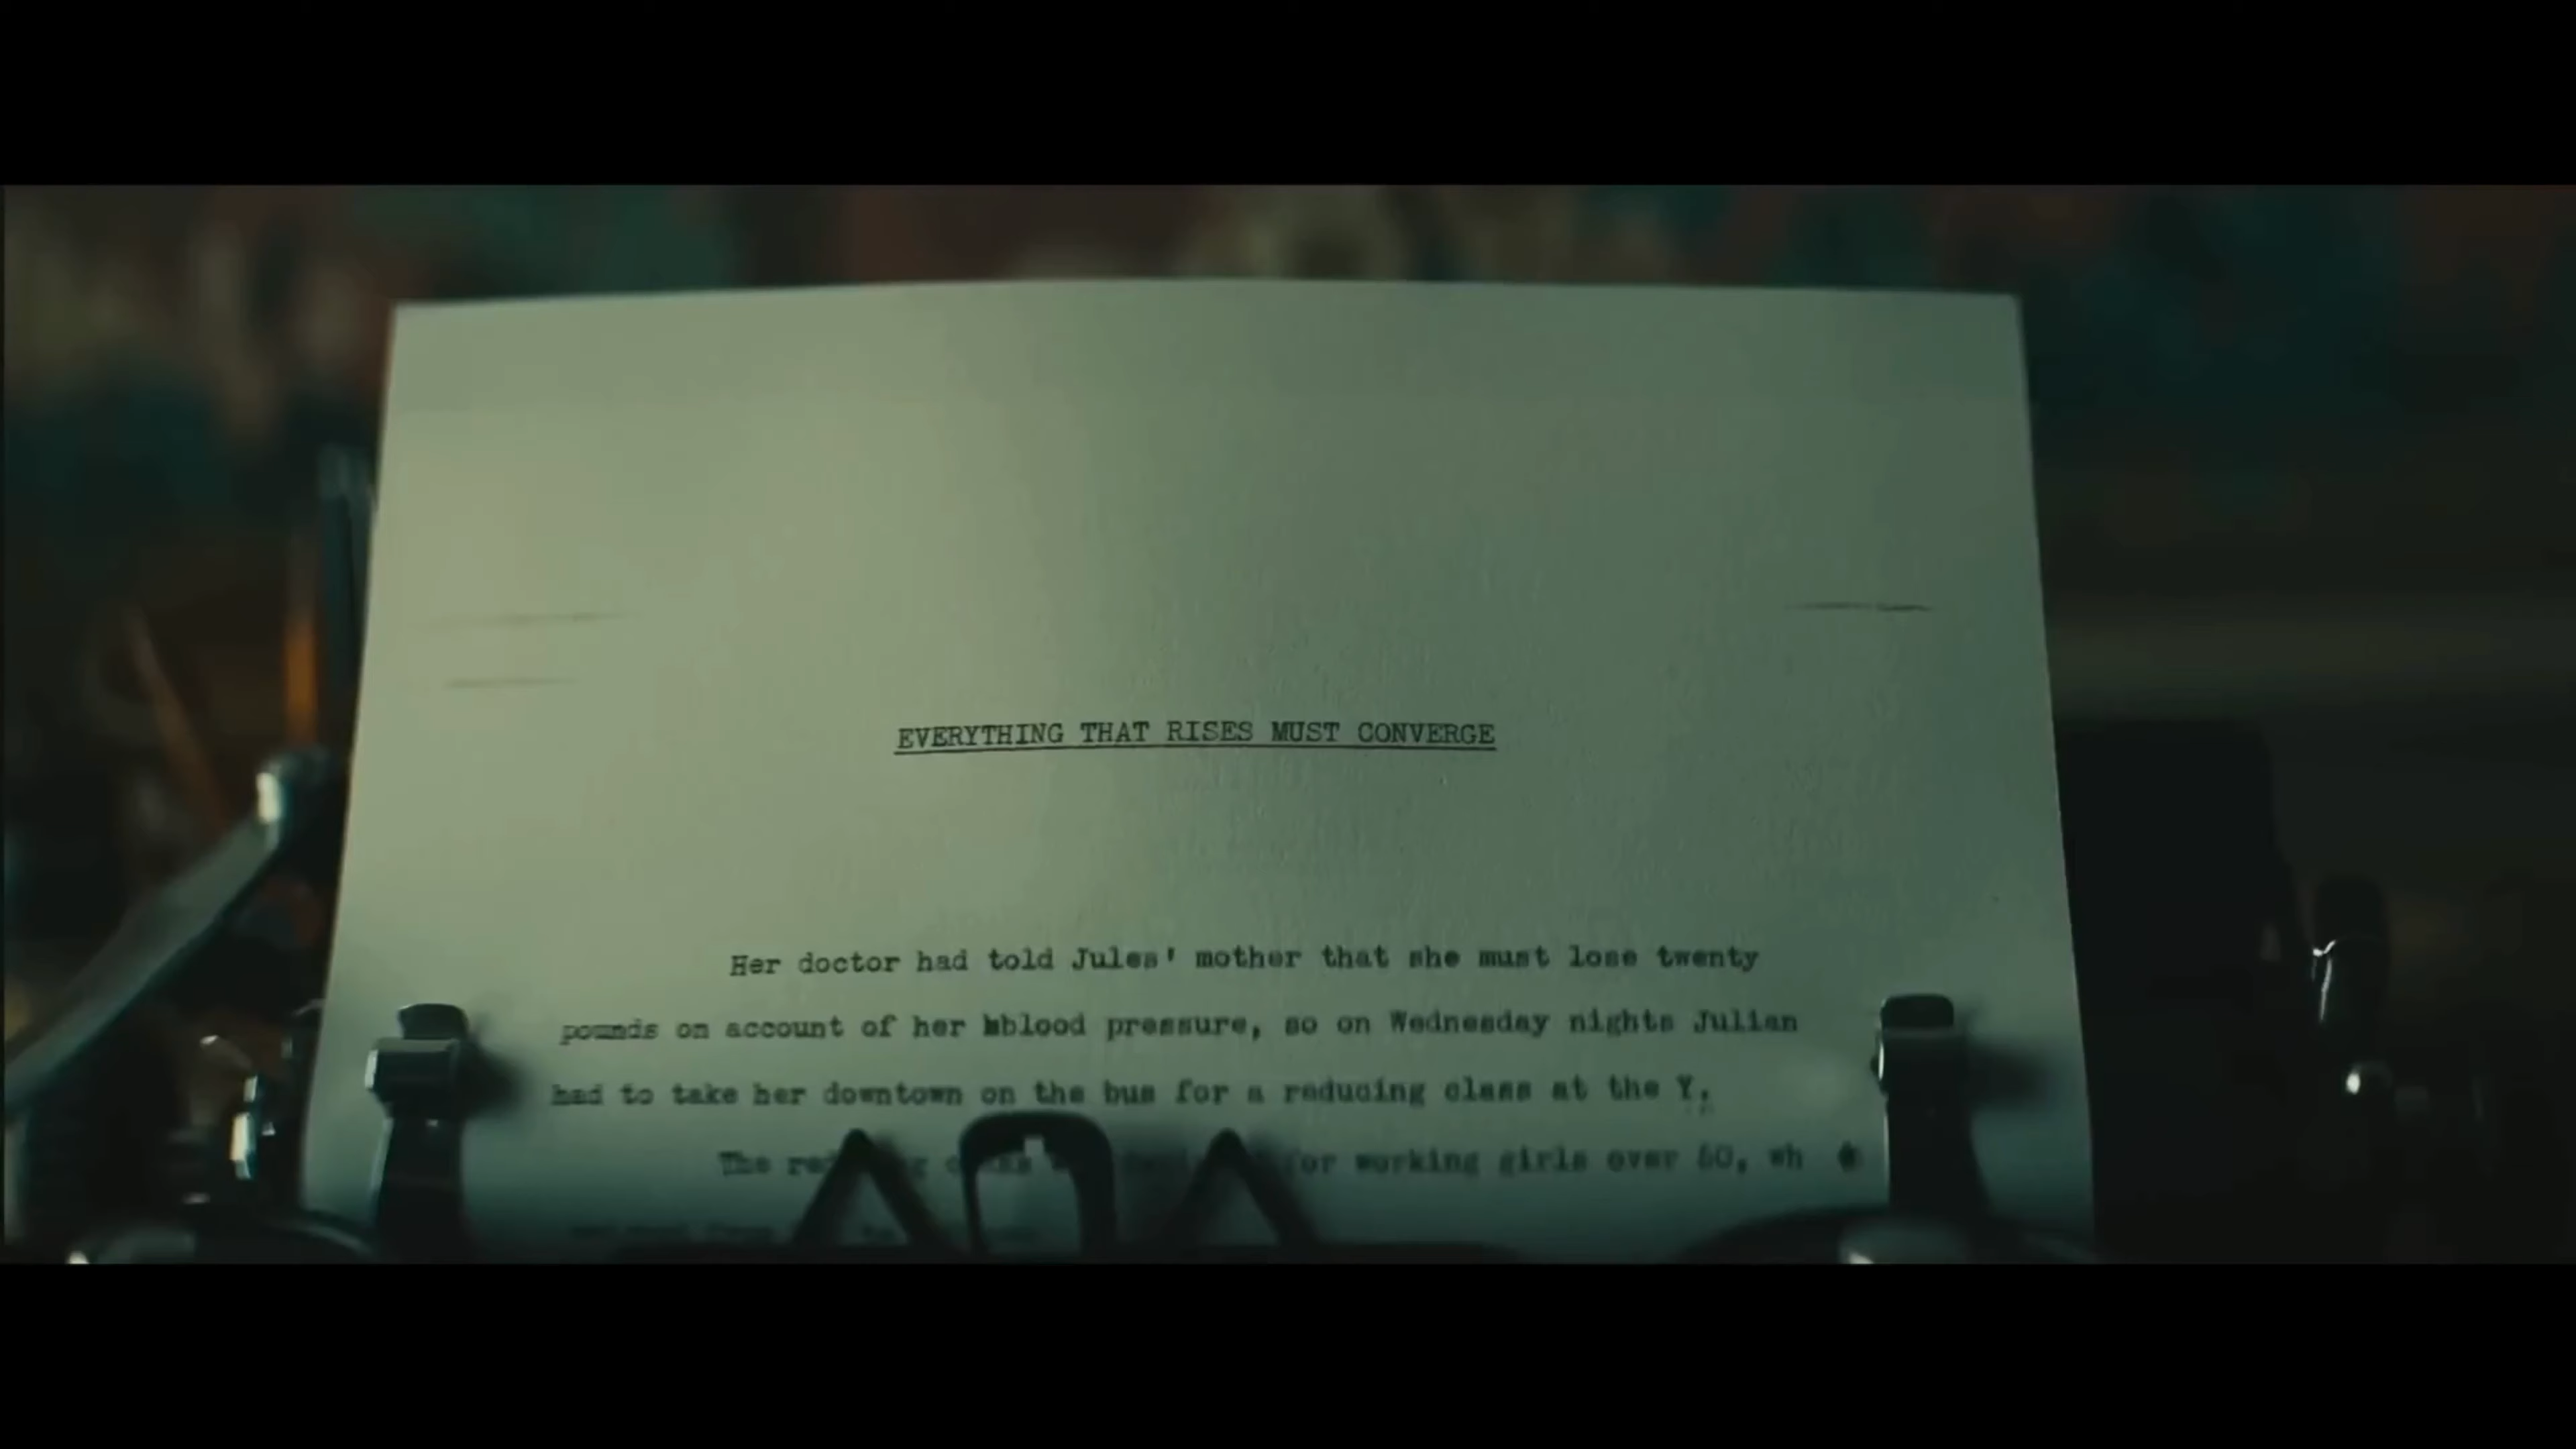 EVERYTHING THAT RISES MUST CONVERGE
Her doctor had told Jules' mother that she must lose twenty
pounds on account of her blood pressure, so on Wednesday nights Julian
had to take her downtown on the bus for a reducing class at the Y.
The for working girls over 50, wh